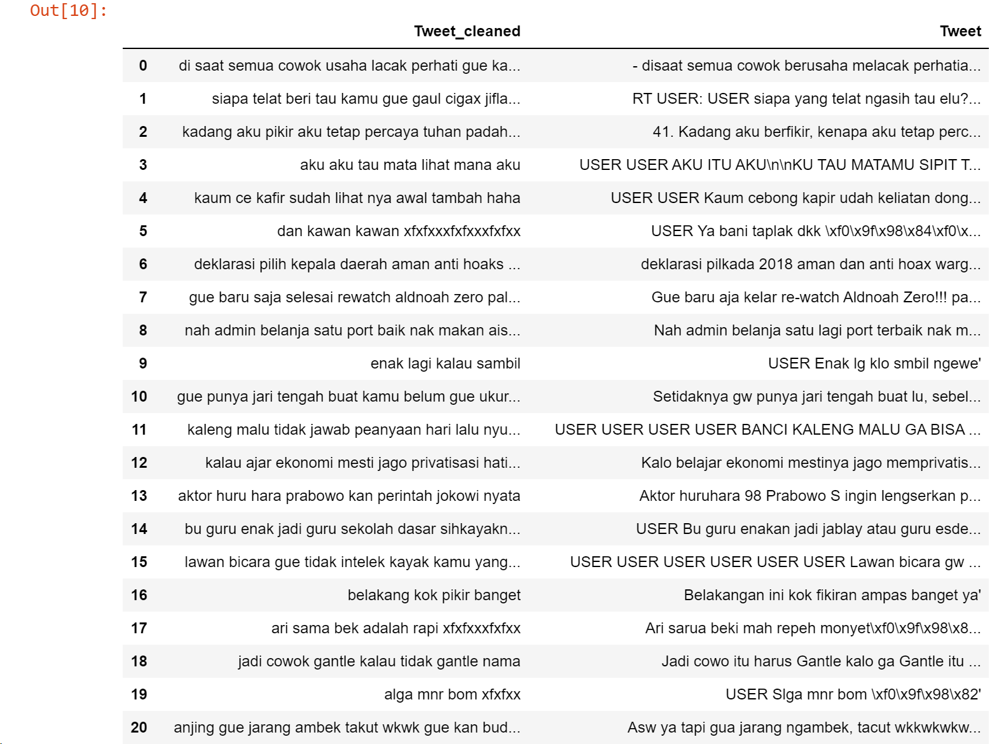 Out[10]:
Tweet_cleaned Tweet
0 di saat semua cowok usaha lacak perhati gue ka... - disaat semua cowok berusaha melacak perhatia...
1 siapa telat beri tau kamu gue gaul cigax jifla... RT USER: USER siapa yang telat ngasih tau elu?...
2 kadang aku pikir aku tetap percaya tuhan padah... 41. Kadang aku berfikir, kenapa aku tetap perc...
3 aku aku tau mata lihat mana aku USER USER AKU ITU AKU\n\nKU TAU MATAMU SIPIT T...
4 kaum ce kafir sudah lihat nya awal tambah haha USER USER Kaum cebong kapir udah keliatan dong...
5 dan kawan kawan xfxfxxxfxfxxxfxfxx USER Ya bani taplak dkk \xf0\x9f\x98\x84\xf0\x...
6 deklarasi pilih kepala daerah aman anti hoaks ... deklarasi pilkada 2018 aman dan anti hoax warg...
7 gue baru saja selesai rewatch aldnoah zero pal... Gue baru aja kelar re-watch Aldnoah Zero!!! pa...
8 nah admin belanja satu port baik nak makan ais... Nah admin belanja satu lagi port terbaik nak m...
9 enak lagi kalau sambil USER Enak lg klo smbil ngewe'
10 gue punya jari tengah buat kamu belum gue ukur... Setidaknya gw punya jari tengah buat lu, sebel...
11 kaleng malu tidak jawab peanyaan hari lalu nyu... USER USER USER USER BANCI KALENG MALU GA BISA ...
12 kalau ajar ekonomi mesti jago privatisasi hati... Kalo belajar ekonomi mestinya jago memprivatis...
13 aktor huru hara prabowo kan perintah jokowi nyata Aktor huruhara 98 Prabowo S ingin lengserkan p...
14 bu guru enak jadi guru sekolah dasar sihkayakn... USER Bu guru enakan jadi jablay atau guru esde...
15 lawan bicara gue tidak intelek kayak kamu yang... USER USER USER USER USER USER Lawan bicara gw ...
16 belakang kok pikir banget Belakangan ini kok fikiran ampas banget ya'
17 ari sama bek adalah rapi xfxfxxxfxfxx Ari sarua beki mah repeh monyet\xf0\x9f\x98\x8...
18 jadi cowok gantle kalau tidak gantle nama Jadi cowo itu harus Gantle kalo ga Gantle itu ...
19 alga mnr bom xfxfxx USER Slga mnr bom \xf0\x9f\x98\x82'
20 anjing gue jarang ambek takut wkwk gue kan bud... Asw ya tapi gua jarang ngambek, tacut wkkwkwkw...